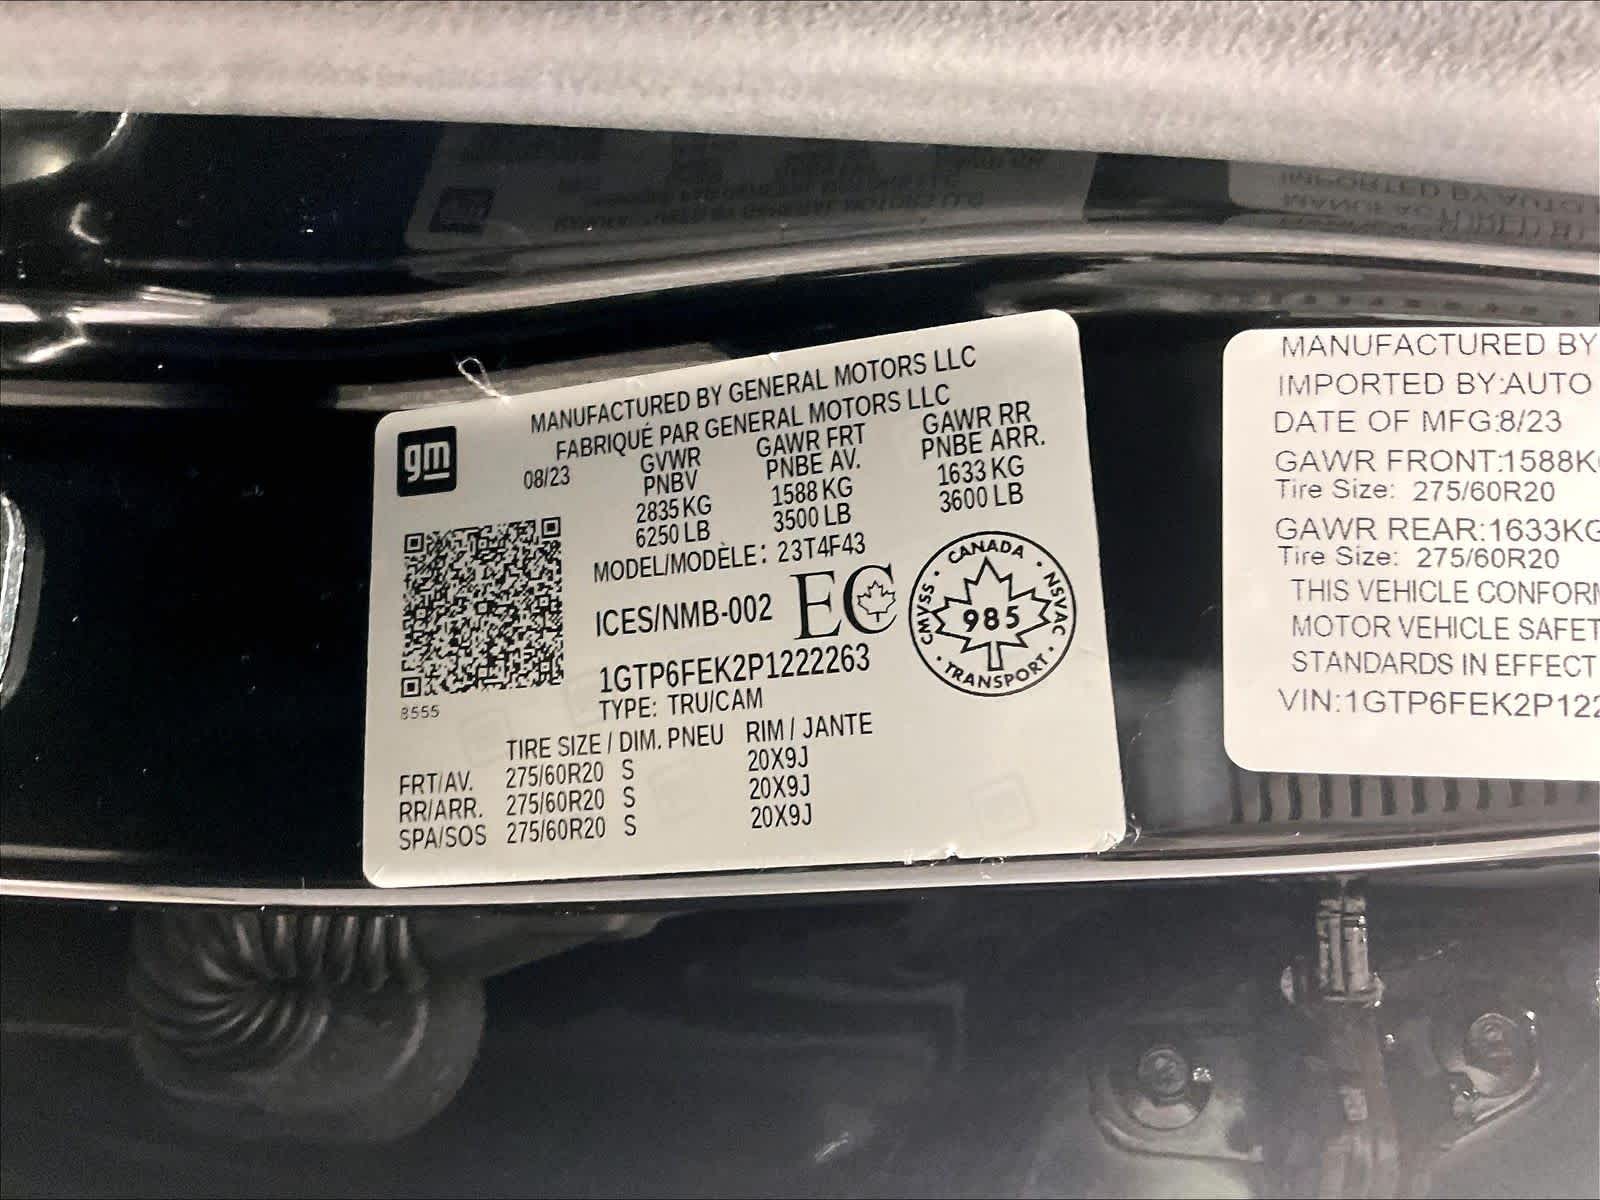 MANUFACTURED BY GENERAL MOTORS LLC
FABRIQUÉ PAR GENERAL MOTORS LLC
gm
08/23
GVWR GAWR FRT GAWR RR
PNBV PNBE AV. PNBE ARR.
2835 KG 1588 KG 1633 KG
6250 LB 3500 LB 3600 LB
MODEL/MODÈLE: 23T4F43
ICES/NMB-002 EC
CANADA
CMVSS 985 NSVAC
TRANSPORT
1GTP6FEK2P1222263
TYPE: TRU/CAM
8555
TIRE SIZE / DIM. PNEU RIM / JANTE
FRT/AV. 275/60R20 S 20X9J
RR/ARR. 275/60R20 S 20X9J
SPA/SOS 275/60R20 S 20X9J
MANUFACTURED BY
IMPORTED BY:AUTO
DATE OF MFG:8/23
GAWR FRONT:1588K
Tire Size: 275/60R20
GAWR REAR:1633KG
Tire Size: 275/60R20
THIS VEHICLE CONFORM
MOTOR VEHICLE SAFET
STANDARDS IN EFFECT
VIN:1GTP6FEK2P122